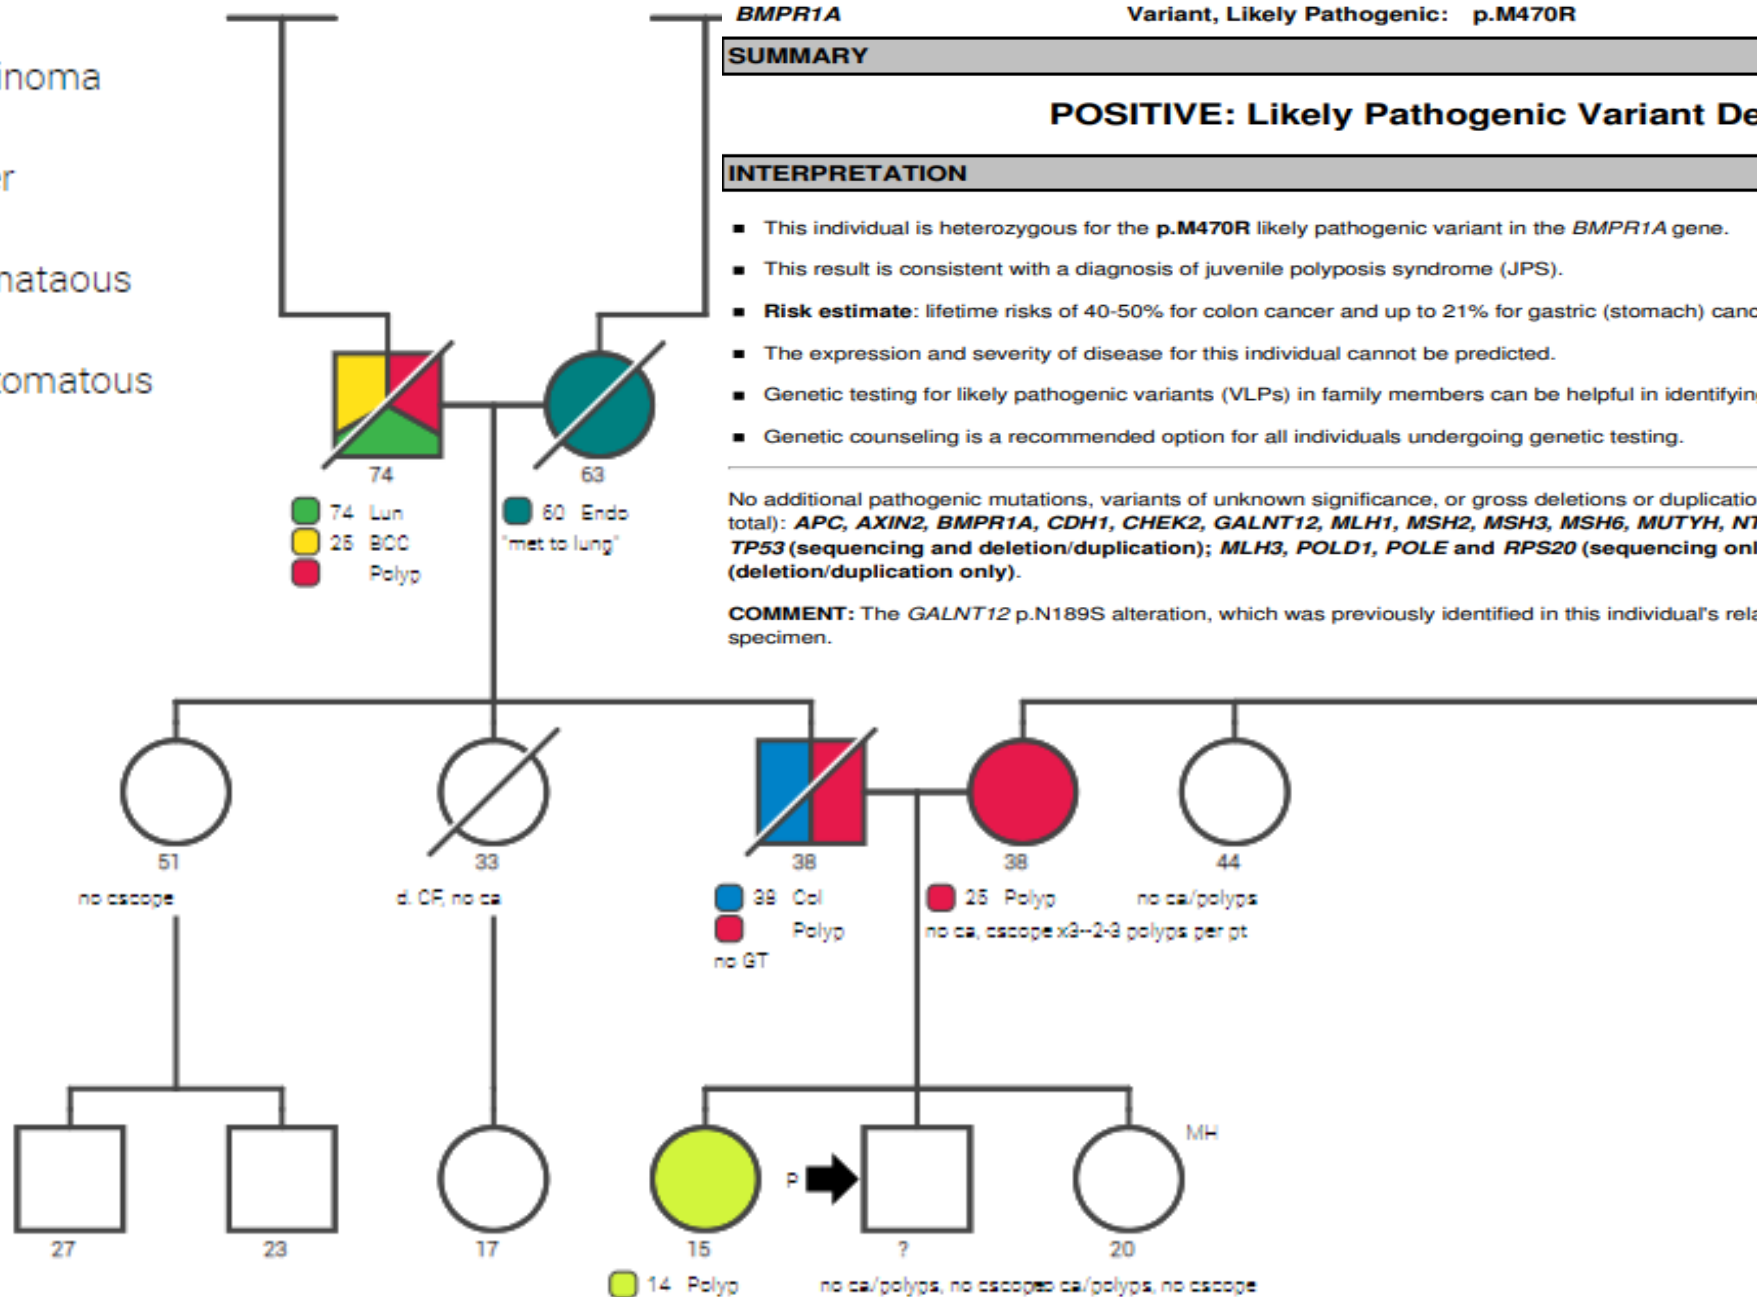 BMPR1A Variant, Likely Pathogenic: p.M470R
SUMMARY
POSITIVE: Likely Pathogenic Variant De
INTERPRETATION
This individual is heterozygous for the p.M470R likely pathogenic variant in the BMPR1A gene.
This result is consistent with a diagnosis of juvenile polyposis syndrome (JPS).
Risk estimate: lifetime risks of 40-50% for colon cancer and up to 21% for gastric (stomach) canc
The expression and severity of disease for this individual cannot be predicted.
Genetic testing for likely pathogenic variants (VLPs) in family members can be helpful in identifying
Genetic counseling is a recommended option for all individuals undergoing genetic testing.
No additional pathogenic mutations, variants of unknown significance, or gross deletions or duplicatio
total): APC, AXIN2, BMPR1A, CDH1, CHEK2, GALNT12, MLH1, MSH2, MSH3, MSH6, MUTYH, NT
TP53 (sequencing and deletion/duplication); MLH3, POLD1, POLE and RPS20 (sequencing onl
(deletion/duplication only).
COMMENT: The GALNT12 p.N189S alteration, which was previously identified in this individual's rela
specimen.
inoma
r
nataous
tomatous
74
74 Lun
25 BCC
Polyp
63
60 Endo
"met to lung"
51
no cscope
33
d. CF, no ca
38
38 Col
Polyp
no GT
38
25 Polyp
no ca, cscope x3--2-3 polyps per pt
44
no ca/polyps
27
23
17
15
14 Polyp
P
?
no ca/polyps, no cscope
MH
20
no ca/polyps, no cscope